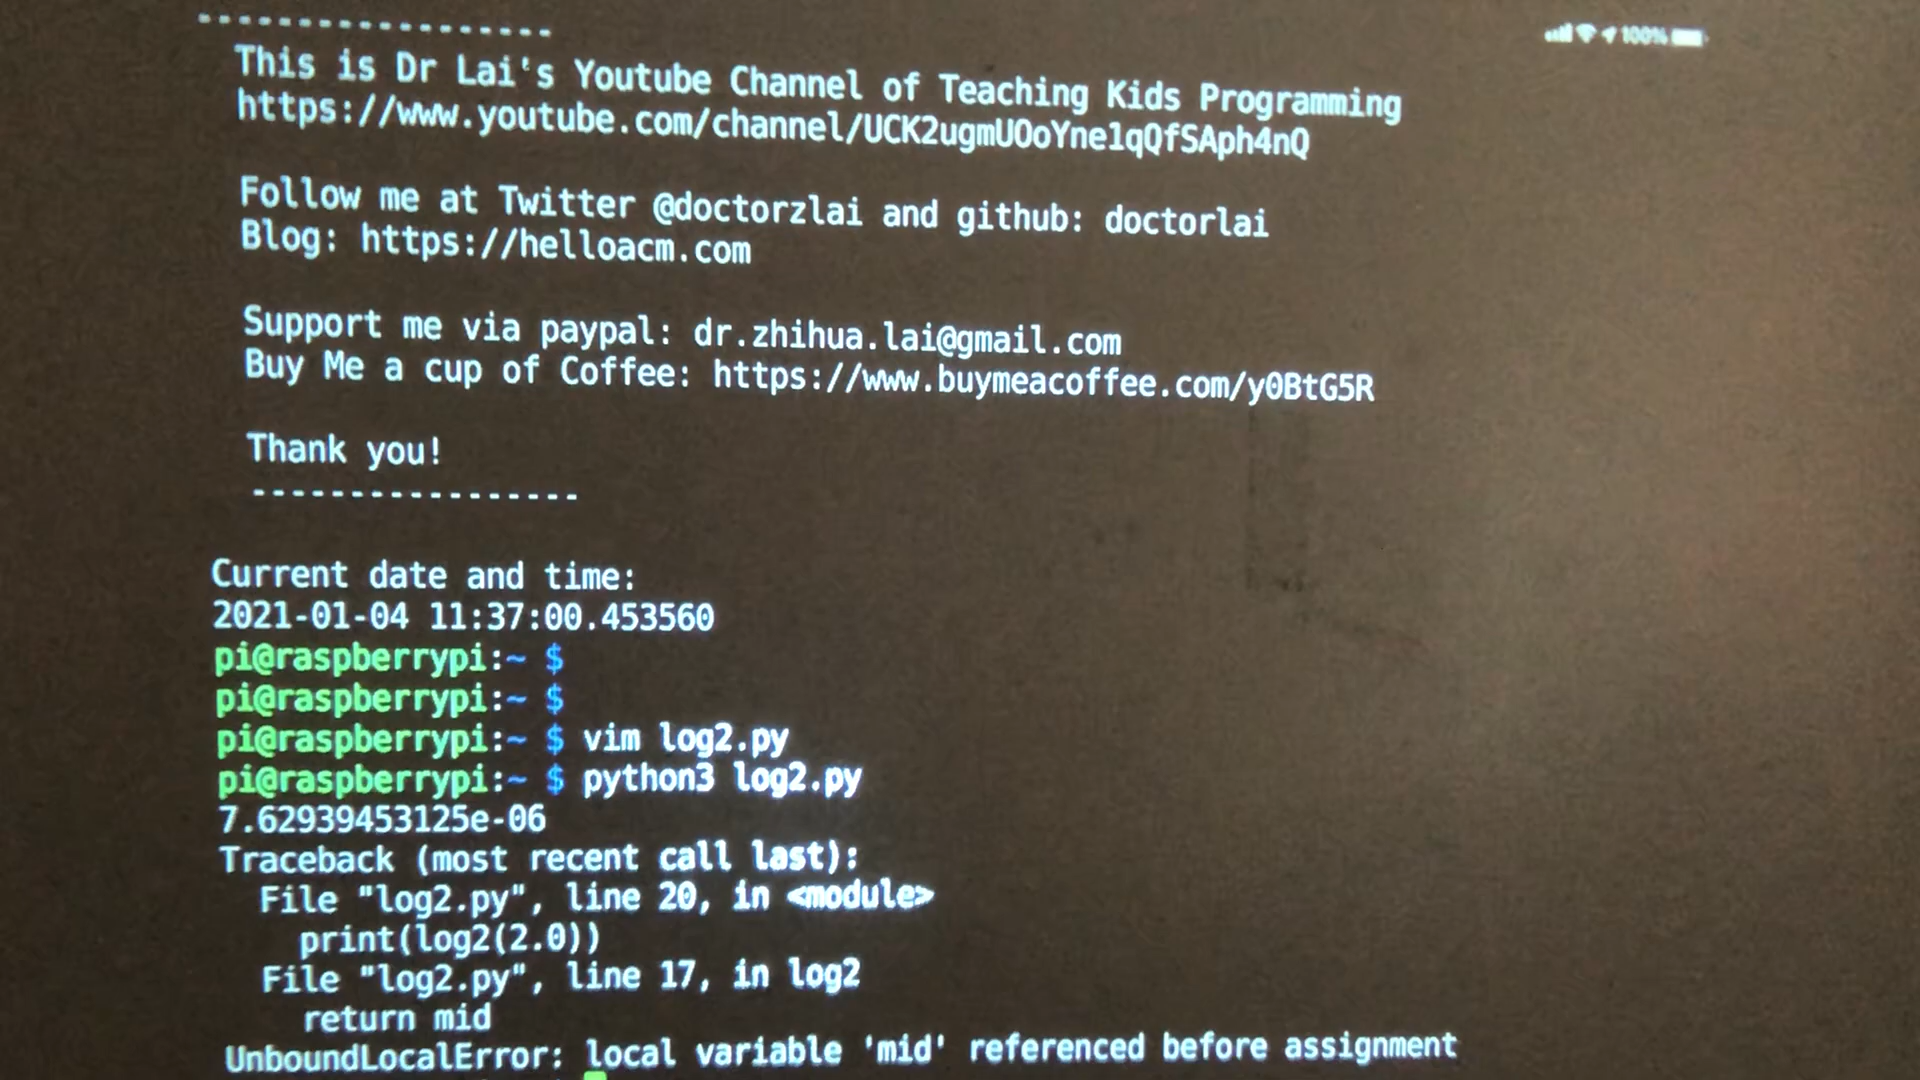 -----------------
100%
This is Dr Lai's Youtube Channel of Teaching Kids Programming
https://www.youtube.com/channel/UCK2ugmUOoYne1qQfSAph4nQ
Follow me at Twitter @doctorzlai and github: doctorlai
Blog: https://helloacm.com
Support me via paypal: dr.zhihua.lai@gmail.com
Buy Me a cup of Coffee: https://www.buymeacoffee.com/y0BtG5R
Thank you!
-----------------
Current date and time:
2021-01-04 11:37:00.453560
pi@raspberrypi:~ $
pi@raspberrypi:~ $
pi@raspberrypi:~ $ vim log2.py
pi@raspberrypi:~ $ python3 log2.py
7.62939453125e-06
Traceback (most recent call last):
File "log2.py", line 20, in <module>
print(log2(2.0))
File "log2.py", line 17, in log2
return mid
UnboundLocalError: local variable 'mid' referenced before assignment